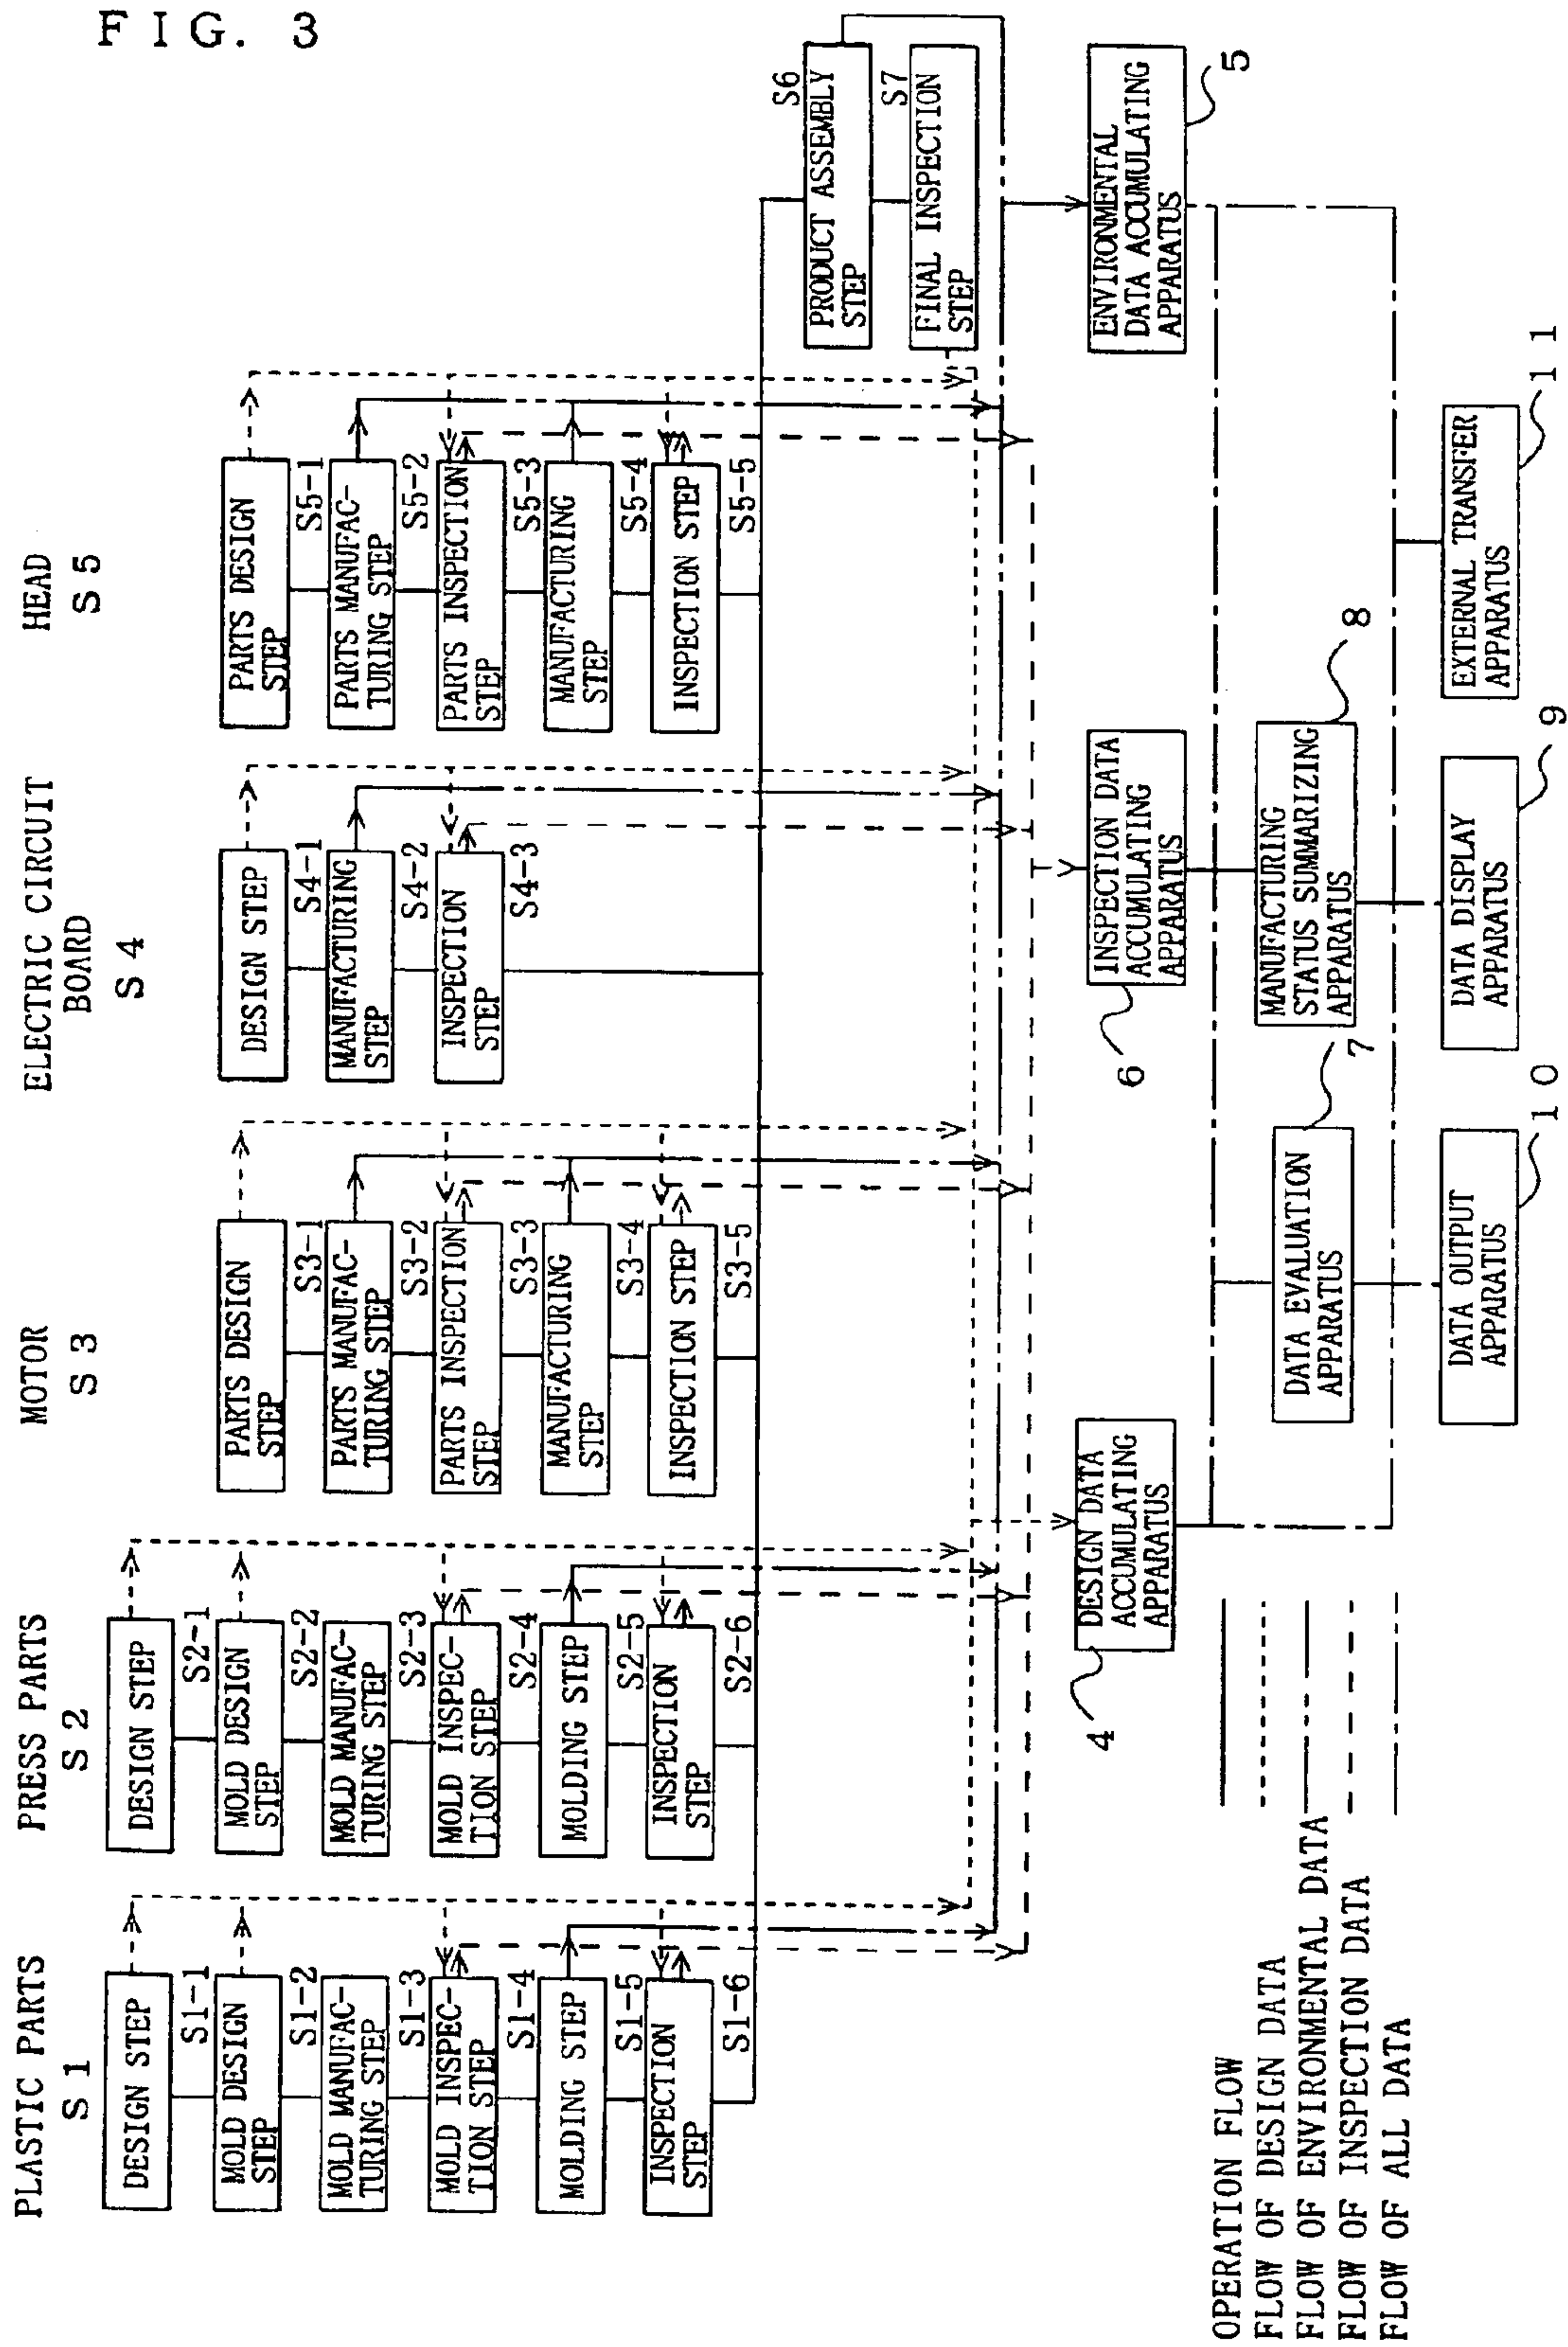 FIG. 3
PLASTIC PARTS
S1
DESIGN STEP
S1-1
MOLD DESIGN
STEP
S1-2
MOLD MANUFAC-
TURING STEP
S1-3
MOLD INSPEC-
TION STEP
S1-4
MOLDING STEP
S1-5
INSPECTION
STEP
S1-6
PRESS PARTS
S2
DESIGN STEP
S2-1
MOLD DESIGN
STEP
S2-2
MOLD MANUFAC-
TURING STEP
S2-3
MOLD INSPEC-
TION STEP
S2-4
MOLDING STEP
S2-5
INSPECTION
STEP
S2-6
MOTOR
S3
PARTS DESIGN
STEP
S3-1
PARTS MANUFAC-
TURING STEP
S3-2
PARTS INSPECTION
STEP
S3-3
MANUFACTURING
STEP
S3-4
INSPECTION STEP
S3-5
ELECTRIC CIRCUIT
BOARD
S4
DESIGN STEP
S4-1
MANUFACTURING
STEP
S4-2
INSPECTION
STEP
S4-3
HEAD
S5
PARTS DESIGN
STEP
S5-1
PARTS MANUFAC-
TURING STEP
S5-2
PARTS INSPECTION
STEP
S5-3
MANUFACTURING
STEP
S5-4
INSPECTION STEP
S5-5
S6
PRODUCT ASSEMBLY
STEP
S7
FINAL INSPECTION
STEP
4
DESIGN DATA
ACCUMULATING
APPARATUS
6
INSPECTION DATA
ACCUMULATING
APPARATUS
ENVIRONMENTAL
DATA ACCUMULATING
APPARATUS
5
DATA EVALUATION
APPARATUS
7
MANUFACTURING
STATUS SUMMARIZING
APPARATUS
8
DATA OUTPUT
APPARATUS
10
DATA DISPLAY
APPARATUS
9
EXTERNAL TRANSFER
APPARATUS
11
OPERATION FLOW
FLOW OF DESIGN DATA
FLOW OF ENVIRONMENTAL DATA
FLOW OF INSPECTION DATA
FLOW OF ALL DATA